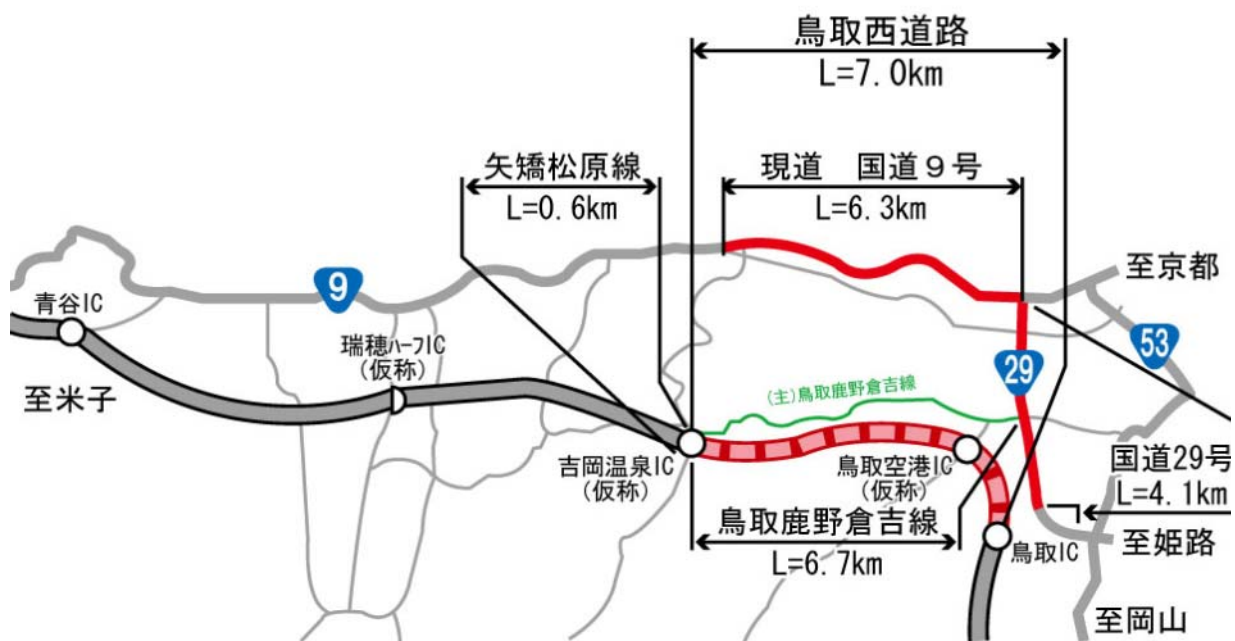 鳥取西道路
L=7.0km
矢矯松原線
L=0.6km
現道　国道９号
L=6.3km
至京都
9
青谷IC
瑞穂ﾊｰﾌIC
(仮称)
至米子
29
53
(主)鳥取鹿野倉吉線
吉岡温泉IC
(仮称)
鳥取空港IC
(仮称)
国道29号
L=4.1km
鳥取鹿野倉吉線
L=6.7km
鳥取IC
至姫路
至岡山